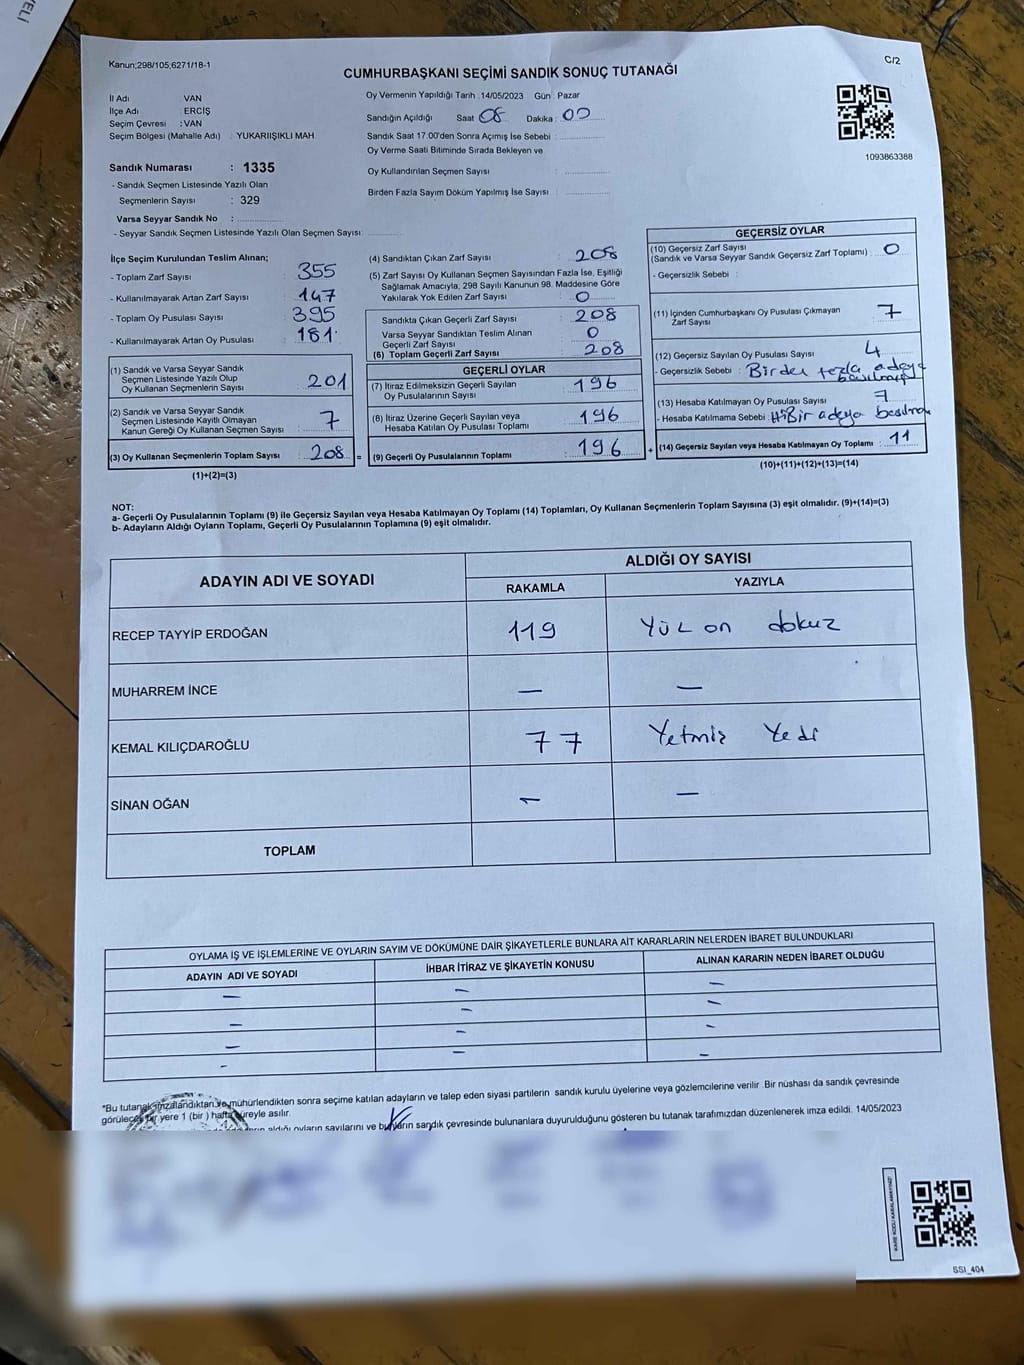 VELİ
Kanun;298/105,6271/18-1
C/2
CUMHURBAŞKANI SEÇİMİ SANDIK SONUÇ TUTANAĞI
İl Adı VAN
İlçe Adı ERCİŞ
Seçim Çevresi : VAN
Seçim Bölgesi (Mahalle Adı) : YUKARIIŞIKLI MAH.
Sandık Numarası : 1335
- Sandık Seçmen Listesinde Yazılı Olan
Seçmenlerin Sayısı : 329
Varsa Seyyar Sandık No :
- Seyyar Sandık Seçmen Listesinde Yazılı Olan Seçmen Sayısı:
Oy Vermenin Yapıldığı Tarih :14/05/2023 Gün : Pazar
Sandığın Açıldığı Saat : 08 Dakika : 00
Sandık Saat 17.00'den Sonra Açımış İse Sebebi :
Oy Verme Saati Bitiminde Sırada Bekleyen ve
Oy Kullandırılan Seçmen Sayısı :
Birden Fazla Sayım Döküm Yapılmış İse Sayısı :
1093863388
İlçe Seçim Kurulundan Teslim Alınan;
- Toplam Zarf Sayısı : 355
- Kullanılmayarak Artan Zarf Sayısı : 147
- Toplam Oy Pusulası Sayısı : 395
- Kullanılmayarak Artan Oy Pusulası : 181
(1) Sandık ve Varsa Seyyar Sandık
Seçmen Listesinde Yazılı Olup
Oy Kullanan Seçmenlerin Sayısı : 201
(2) Sandık ve Varsa Seyyar Sandık
Seçmen Listesinde Kayıtlı Olmayan
Kanun Gereği Oy Kullanan Seçmen Sayısı : 7
(3) Oy Kullanan Seçmenlerin Toplam Sayısı : 208 =
(1)+(2)=(3)
(4) Sandıktan Çıkan Zarf Sayısı : 208
(5) Zarf Sayısı Oy Kullanan Seçmen Sayısından Fazla İse, Eşitliği
Sağlamak Amacıyla, 298 Sayılı Kanunun 98. Maddesine Göre
Yakılarak Yok Edilen Zarf Sayısı : 0
Sandıkta Çıkan Geçerli Zarf Sayısı : 208
Varsa Seyyar Sandıktan Teslim Alınan
Geçerli Zarf Sayısı : 0
(6) Toplam Geçerli Zarf Sayısı : 208
GEÇERLİ OYLAR
(7) İtiraz Edilmeksizin Geçerli Sayılan
Oy Pusulasının Sayısı : 196
(8) İtiraz Üzerine Geçerli Sayılan veya
Hesaba Katılan Oy Pusulası Toplamı : 196
(9) Geçerli Oy Pusulalarının Toplamı : 196 +
GEÇERSİZ OYLAR
(10) Geçersiz Zarf Sayısı
(Sandık ve Varsa Seyyar Sandık Geçersiz Zarf Toplamı) : 0
- Geçersizlik Sebebi :
(11) İçinden Cumhurbaşkanı Oy Pusulası Çıkmayan
Zarf Sayısı : 7
(12) Geçersiz Sayılan Oy Pusulası Sayısı : 4
- Geçersizlik Sebebi : Birden fazla adaya
basılmış
(13) Hesaba Katılmayan Oy Pusulası Sayısı : 7
- Hesaba Katılmama Sebebi : Hibir adaya
(14) Geçersiz Sayılan veya Hesaba Katılmayan Oy Toplamı : 11
(10)+(11)+(12)+(13)=(14)
NOT:
a- Geçerli Oy Pusulalarının Toplamı (9) ile Geçersiz Sayılan veya Hesaba Katılmayan Oy Toplamı (14) Toplamları, Oy Kullanan Seçmenlerin Toplam Sayısına (3) eşit olmalıdır. (9)+(14)=(3)
b- Adayların Aldığı Oyların Toplamı, Geçerli Oy Pusulalarının Toplamına (9) eşit olmalıdır.
ADAYIN ADI VE SOYADI
ALDIĞI OY SAYISI
RAKAMLA YAZIYLA
RECEP TAYYİP ERDOĞAN 119 Yüz on dokuz
MUHARREM İNCE — —
KEMAL KILIÇDAROĞLU 77 Yetmiş Yedi
SİNAN OĞAN — —
TOPLAM
OYLAMA İŞ VE İŞLEMLERİNE VE OYLARIN SAYIM VE DÖKÜMÜNE DAİR ŞİKAYETLERLE BUNLARA AİT KARARLARIN NELERDEN İBARET BULUNDUKLARI
ADAYIN ADI VE SOYADI İHBAR İTİRAZ VE ŞİKAYETİN KONUSU ALINAN KARARIN NEDEN İBARET OLDUĞU
— — —
— — —
— — —
- — —
*Bu tutanak imzalandıktan ve mühürlendikten sonra seçime katılan adayların ve talep eden siyasi partilerin sandık kurulu üyelerine veya gözlemcilerine verilir. Bir nüshası da sandık çevresinde
görülecek bir yere 1 (bir) hafta süreyle asılır.
aldığı oyların sayılarını ve bunların sandık çevresinde bulunanlara duyurulduğunu gösteren bu tutanak tarafımızdan düzenlenerek imza edildi. 14/05/2023
KARE KODU KARALAMAYINIZ!
SSI_404